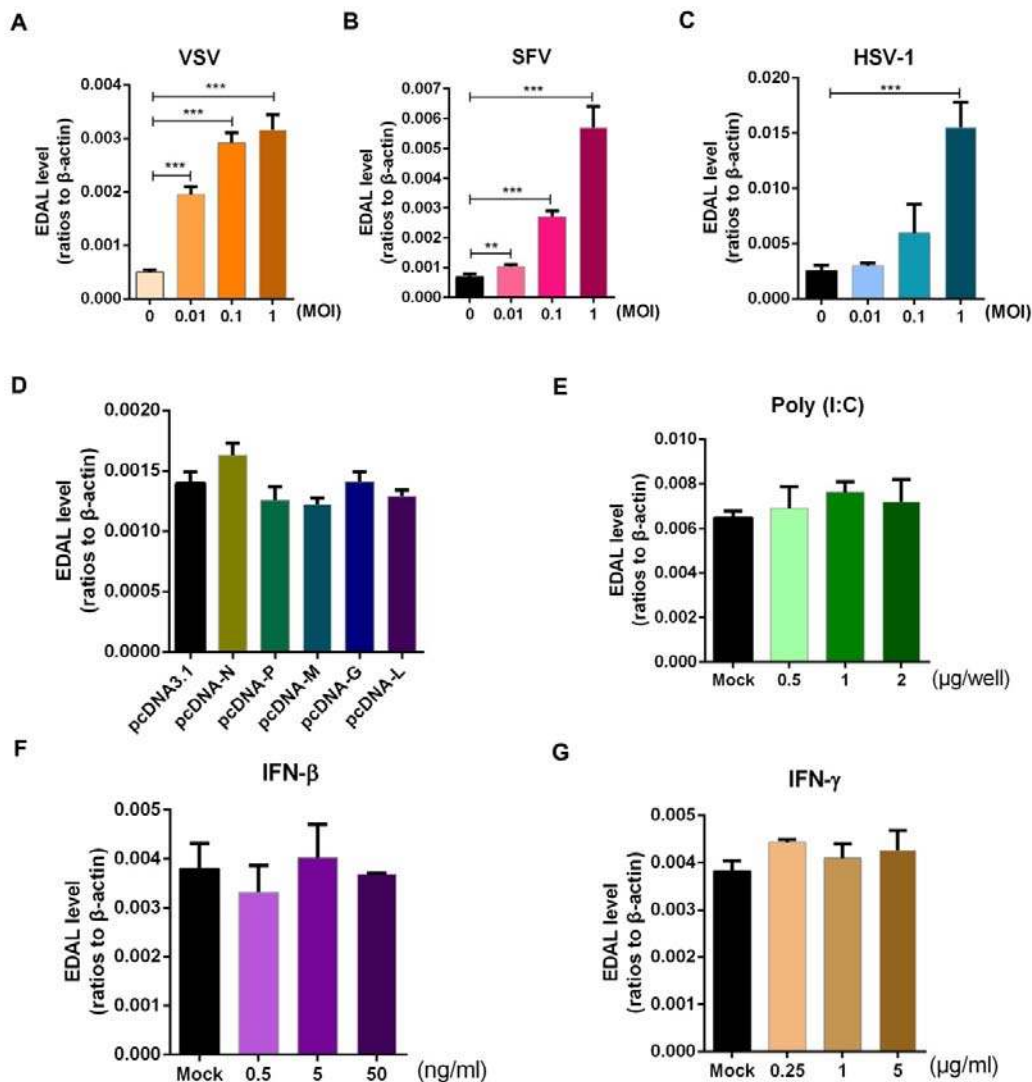 A
VSV
EDAL level
(ratios to β-actin)
0.004
0.003
0.002
0.001
0.000
***
***
***
0 0.01 0.1 1 (MOI)
B
SFV
EDAL level
(ratios to β-actin)
0.007
0.006
0.005
0.004
0.003
0.002
0.001
0.000
***
***
**
0 0.01 0.1 1 (MOI)
C
HSV-1
EDAL level
(ratios to β-actin)
0.020
0.015
0.010
0.005
0.000
***
0 0.01 0.1 1 (MOI)
D
EDAL level
(ratios to β-actin)
0.0020
0.0015
0.0010
0.0005
0.0000
pcDNA3.1 pcDNA-N pcDNA-P pcDNA-M pcDNA-G pcDNA-L
E
Poly (I:C)
EDAL level
(ratios to β-actin)
0.010
0.008
0.006
0.004
0.002
0.000
Mock 0.5 1 2 (μg/well)
F
IFN-β
EDAL level
(ratios to β-actin)
0.005
0.004
0.003
0.002
0.001
0.000
Mock 0.5 5 50 (ng/ml)
G
IFN-γ
EDAL level
(ratios to β-actin)
0.005
0.004
0.003
0.002
0.001
0.000
Mock 0.25 1 5 (μg/ml)